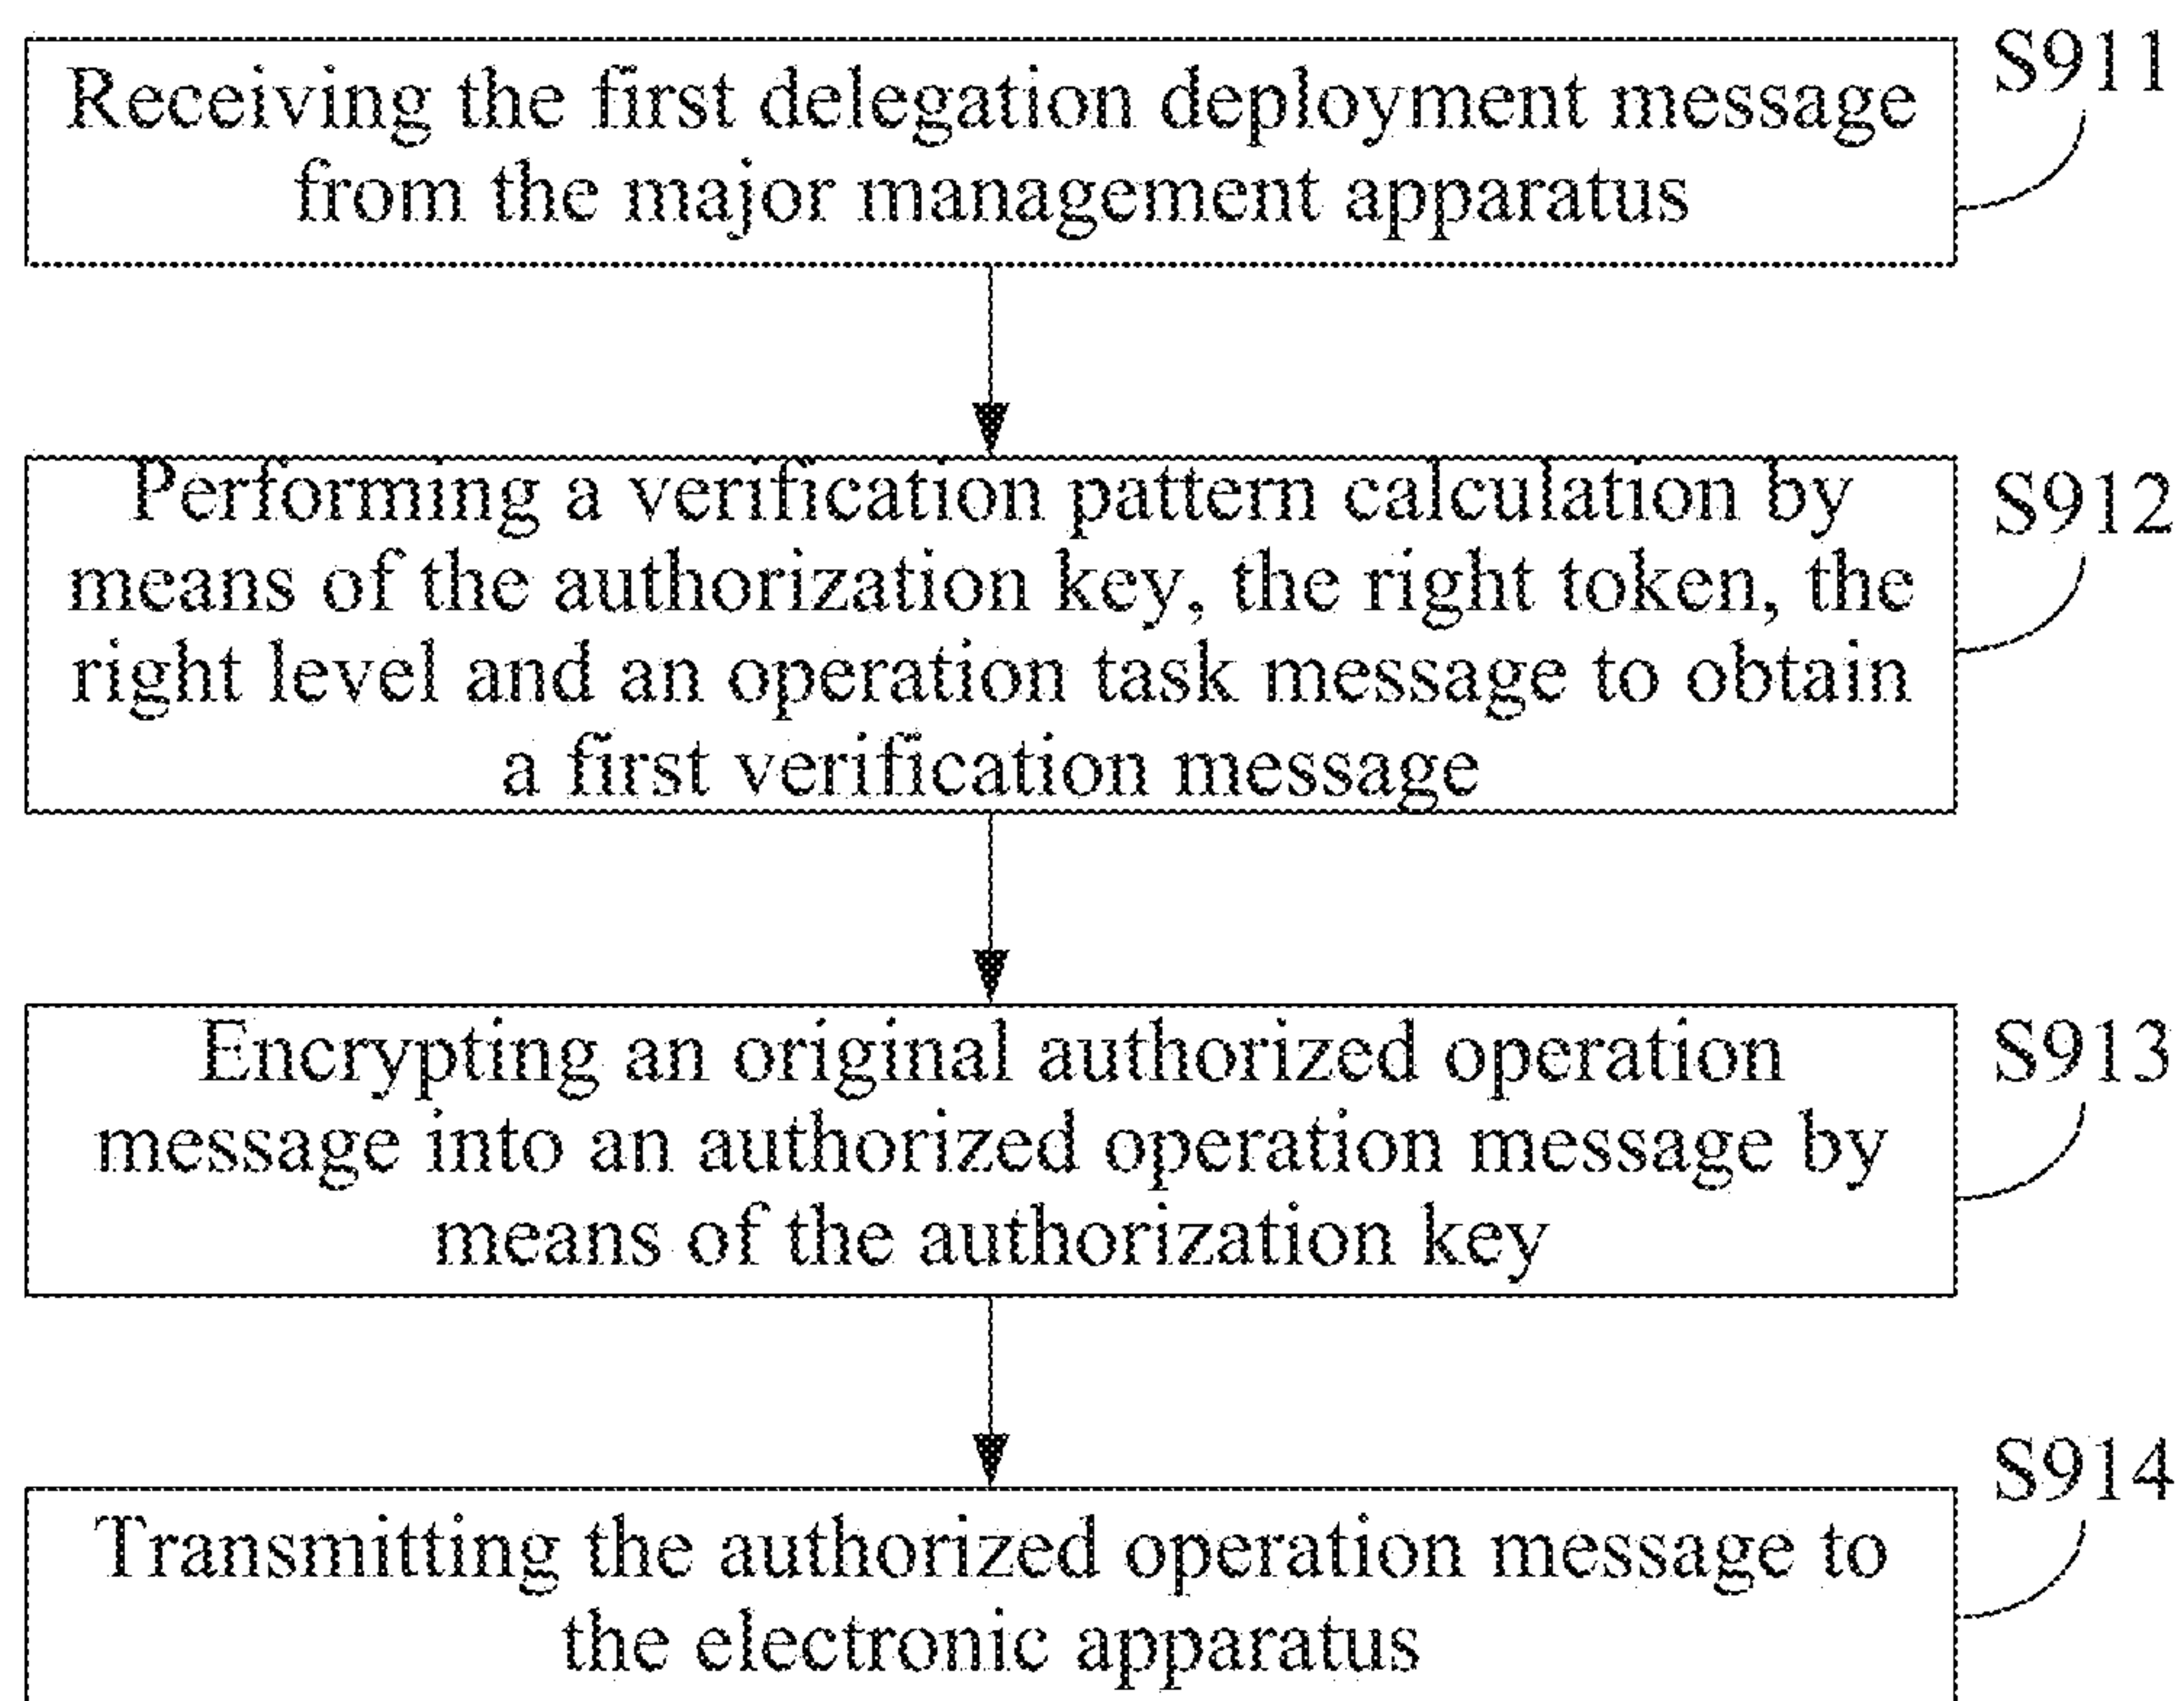 Receiving the first delegation deployment message
from the major management apparatus
S911
Performing a verification pattern calculation by
means of the authorization key, the right token, the
right level and an operation task message to obtain
a first verification message
S912
Encrypting an original authorized operation
message into an authorized operation message by
means of the authorization key
S913
Transmitting the authorized operation message to
the electronic apparatus
S914